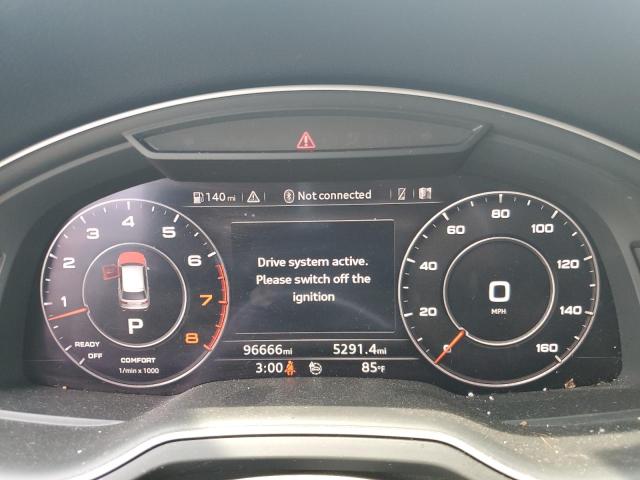 140 mi Not connected
Drive system active.
Please switch off the
ignition
1 2 3 4 5 6 7 8
READY
OFF
P
COMFORT
1/min x 1000
0 20 40 60 80 100 120 140 160
0
MPH
96666mi 5291.4mi
3:00 85°F